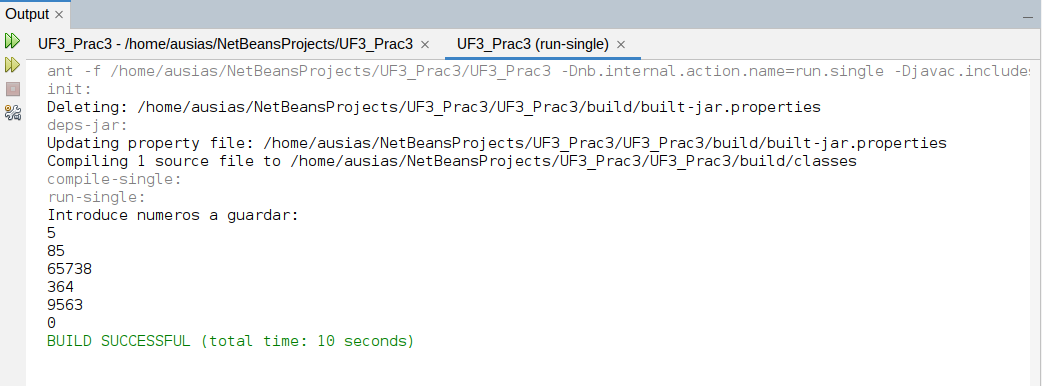 Output ×
UF3_Prac3 - /home/ausias/NetBeansProjects/UF3_Prac3 × UF3_Prac3 (run-single) ×
ant -f /home/ausias/NetBeansProjects/UF3_Prac3/UF3_Prac3 -Dnb.internal.action.name=run.single -Djavac.includes
init:
Deleting: /home/ausias/NetBeansProjects/UF3_Prac3/UF3_Prac3/build/built-jar.properties
deps-jar:
Updating property file: /home/ausias/NetBeansProjects/UF3_Prac3/UF3_Prac3/build/built-jar.properties
Compiling 1 source file to /home/ausias/NetBeansProjects/UF3_Prac3/UF3_Prac3/build/classes
compile-single:
run-single:
Introduce numeros a guardar:
5
85
65738
364
9563
0
BUILD SUCCESSFUL (total time: 10 seconds)